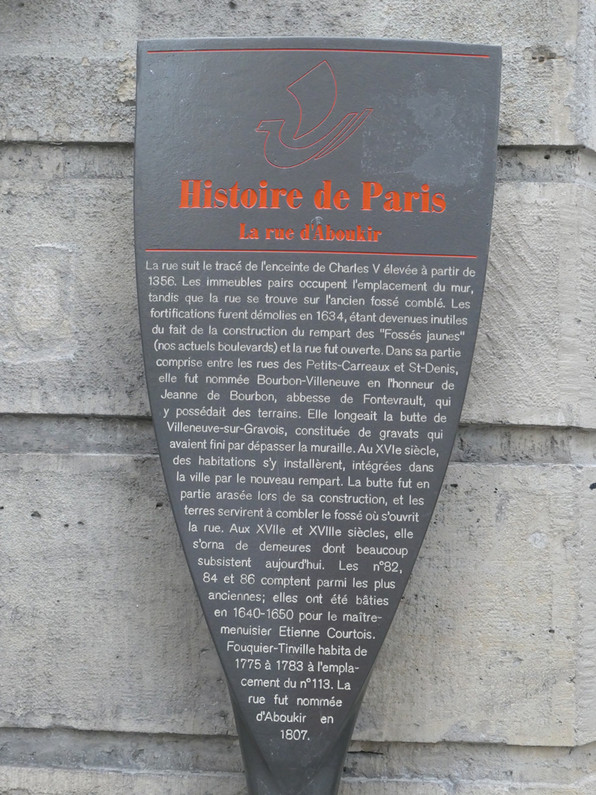 Histoire de Paris
La rue d'Aboukir
La rue suit le tracé de l'enceinte de Charles V élevée à partir de
1356. Les immeubles pairs occupent l'emplacement du mur,
tandis que la rue se trouve sur l'ancien fossé comblé. Les
fortifications furent démolies en 1634, étant devenues inutiles
du fait de la construction du rempart des "Fossés jaunes"
(nos actuels boulevards) et la rue fut ouverte. Dans sa partie
comprise entre les rues des Petits-Carreaux et St-Denis,
elle fut nommée Bourbon-Villeneuve en l'honneur de
Jeanne de Bourbon, abbesse de Fontevrault, qui
y possédait des terrains. Elle longeait la butte de
Villeneuve-sur-Gravois, constituée de gravats qui
avaient fini par dépasser la muraille. Au XVIe siècle,
des habitations s'y installèrent, intégrées dans
la ville par le nouveau rempart. La butte fut en
partie arasée lors de sa construction, et les
terres servirent à combler le fossé où s'ouvrit
la rue. Aux XVIIe et XVIIIe siècles, elle
s'orna de demeures dont beaucoup
subsistent aujourd'hui. Les n°82,
84 et 86 comptent parmi les plus
anciennes; elles ont été bâties
en 1640-1650 pour le maître-
menuisier Etienne Courtois.
Fouquier-Tinville habita de
1775 à 1783 à l'empla-
cement du n°113. La
rue fut nommée
d'Aboukir en
1807.